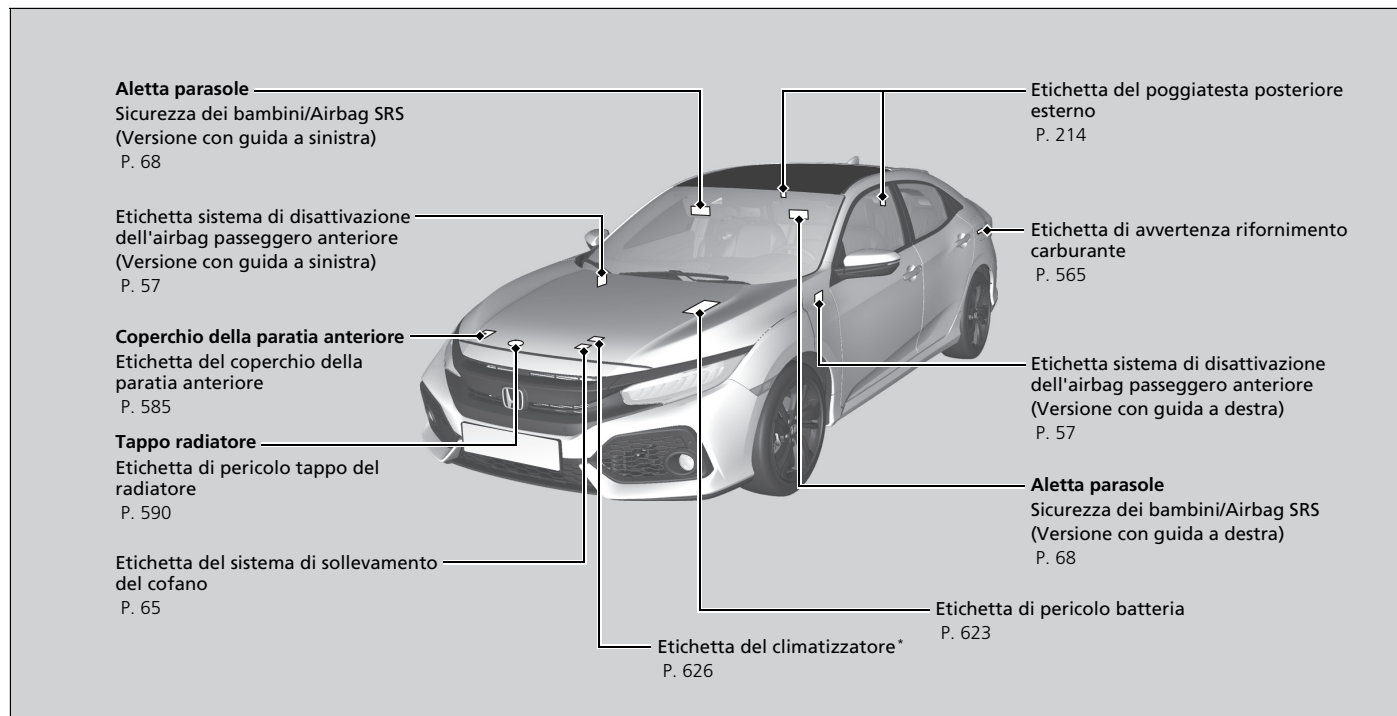 Aletta parasole
Sicurezza dei bambini/Airbag SRS
(Versione con guida a sinistra)
P. 68
Etichetta sistema di disattivazione
dell'airbag passeggero anteriore
(Versione con guida a sinistra)
P. 57
Coperchio della paratia anteriore
Etichetta del coperchio della
paratia anteriore
P. 585
Tappo radiatore
Etichetta di pericolo tappo del
radiatore
P. 590
Etichetta del sistema di sollevamento
del cofano
P. 65
Etichetta del climatizzatore*
P. 626
Etichetta di pericolo batteria
P. 623
Etichetta del poggiatesta posteriore
esterno
P. 214
Etichetta di avvertenza rifornimento
carburante
P. 565
Etichetta sistema di disattivazione
dell'airbag passeggero anteriore
(Versione con guida a destra)
P. 57
Aletta parasole
Sicurezza dei bambini/Airbag SRS
(Versione con guida a destra)
P. 68